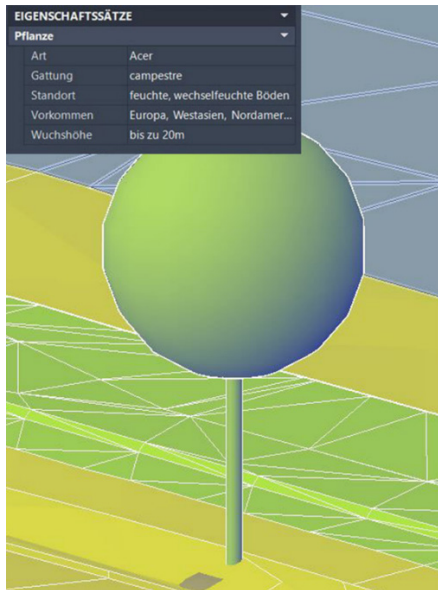 EIGENSCHAFTSSÄTZE
Pflanze
Art Acer
Gattung campestre
Standort feuchte, wechselfeuchte Böden
Vorkommen Europa, Westasien, Nordamer...
Wuchshöhe bis zu 20m